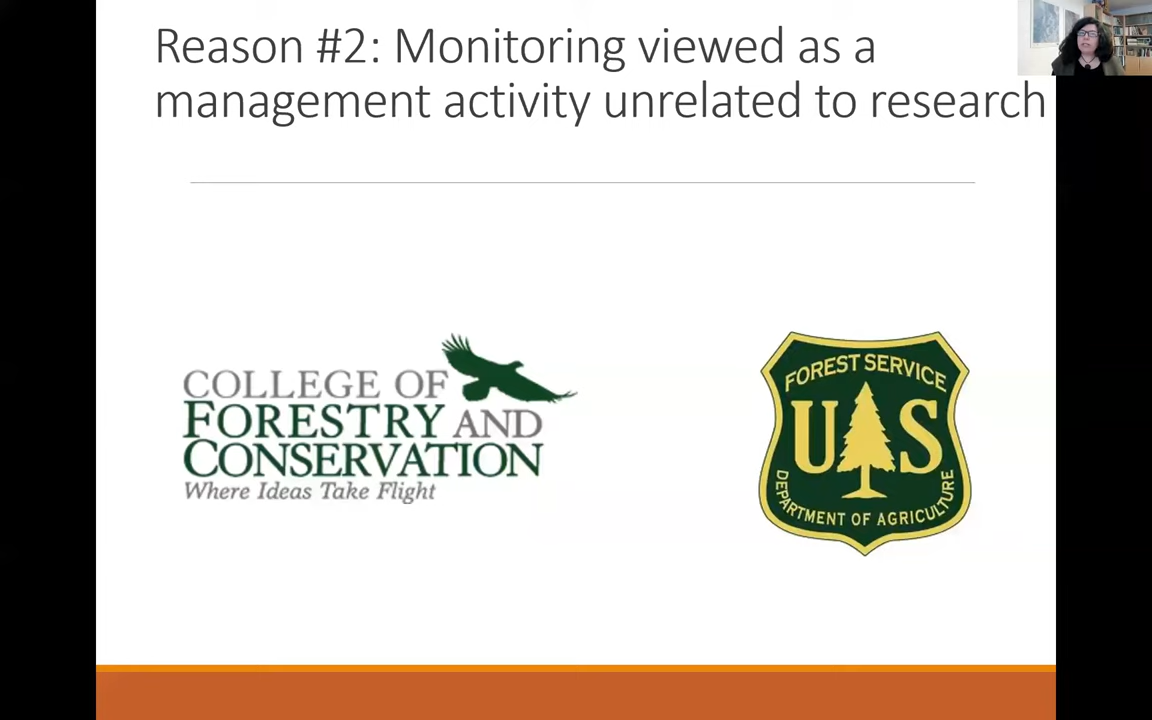 Reason #2: Monitoring viewed as a
management activity unrelated to research
COLLEGE OF
FORESTRY AND
CONSERVATION
Where Ideas Take Flight
FOREST SERVICE
U S
DEPARTMENT OF AGRICULTURE